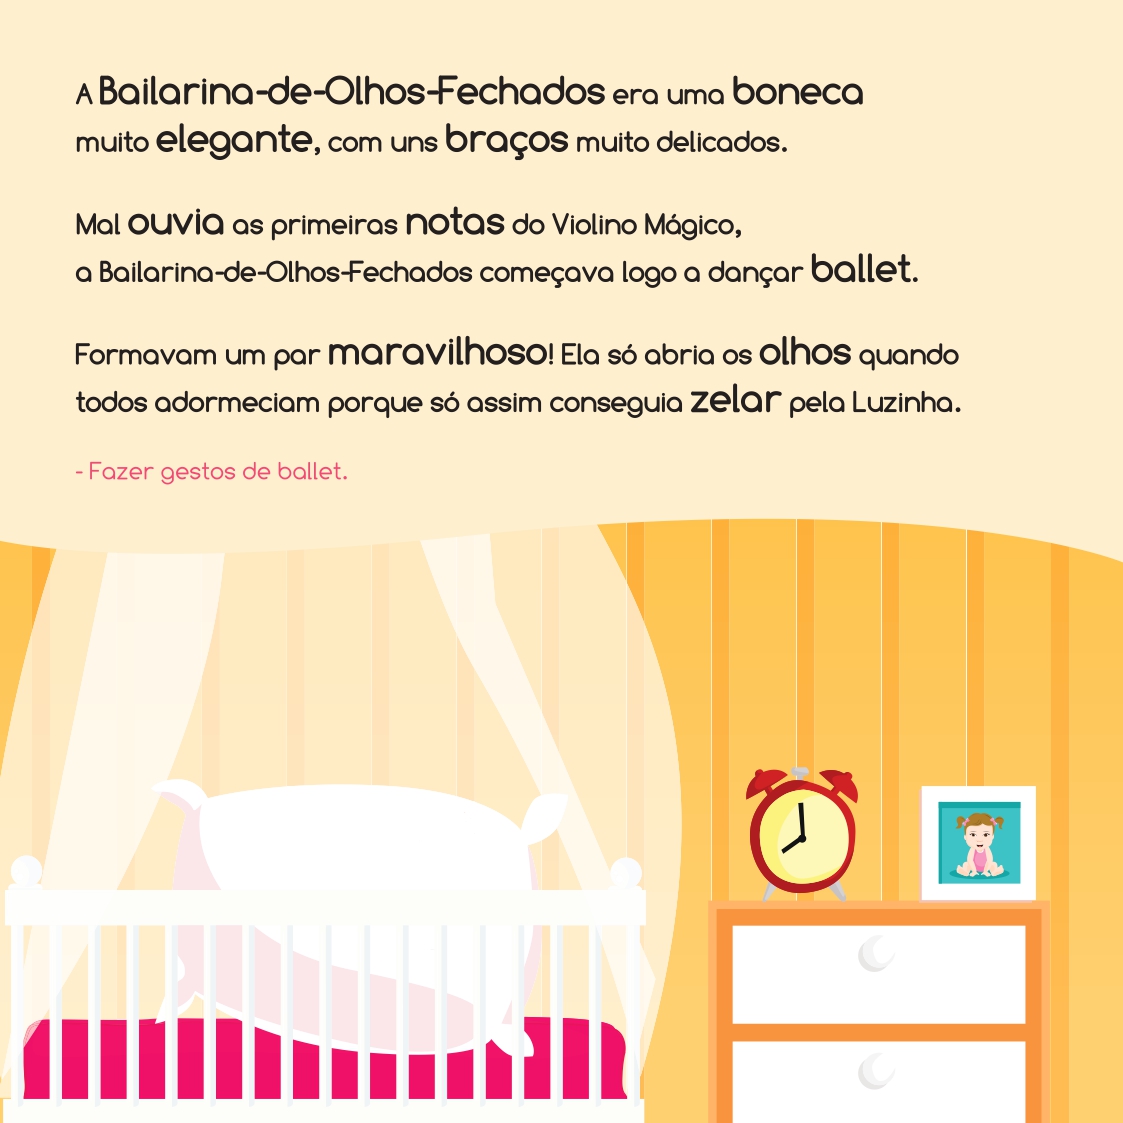 A Bailarina-de-Olhos-Fechados era uma boneca
muito elegante, com uns braços muito delicados.
Mal ouvia as primeiras notas do Violino Mágico,
a Bailarina-de-Olhos-Fechados começava logo a dançar ballet.
Formavam um par maravilhoso! Ela só abria os olhos quando
todos adormeciam porque só assim conseguia zelar pela Luzinha.
- Fazer gestos de ballet.